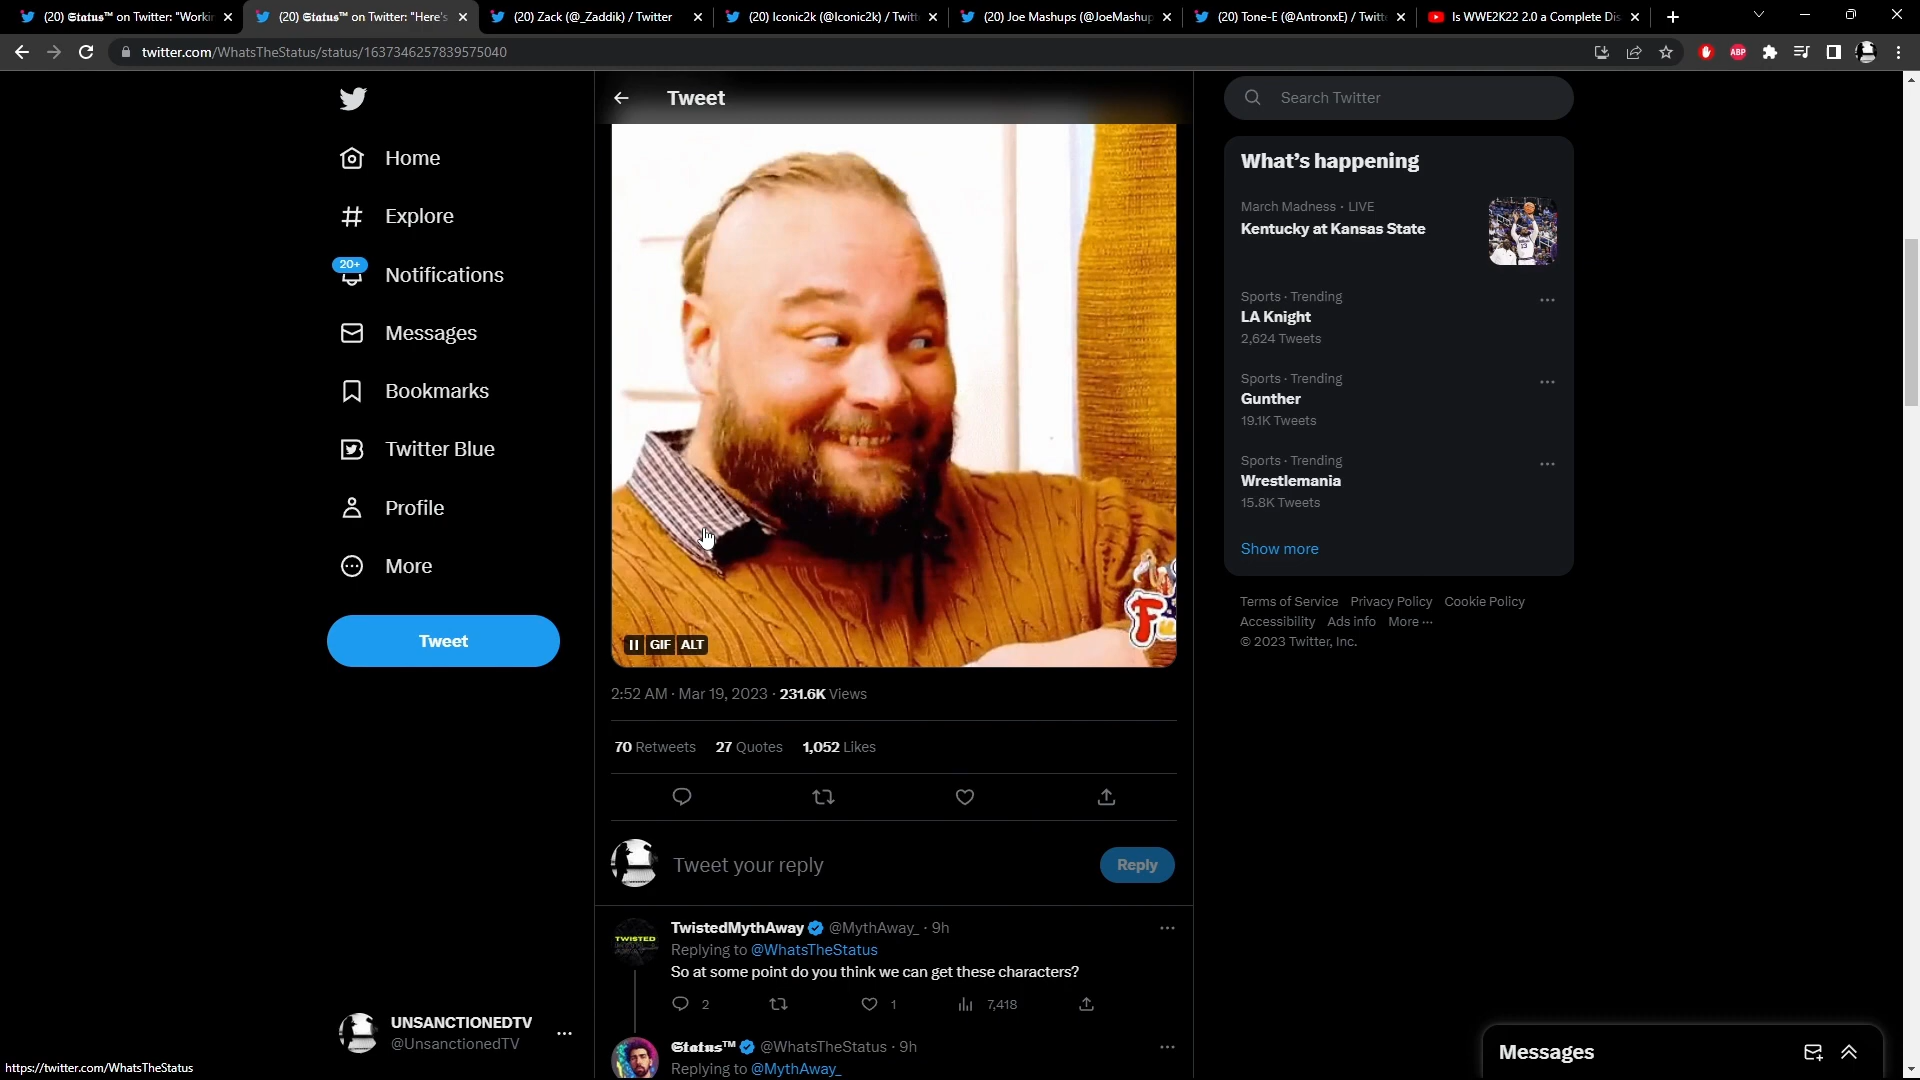 (20) 𝕾𝖙𝖆𝖙𝖚𝖘™ on Twitter: "Workin
(20) 𝕾𝖙𝖆𝖙𝖚𝖘™ on Twitter: "Here's
(20) Zack (@_Zaddik) / Twitter
(20) Iconic2k (@Iconic2k) / Twitt
(20) Joe Mashups (@JoeMashup
(20) Tone-E (@AntronxE) / Twitt
Is WWE2K22 2.0 a Complete Dis
twitter.com/WhatsTheStatus/status/1637346257839575040
ABP
Home
Explore
20+
Notifications
Messages
Bookmarks
Twitter Blue
Profile
More
Tweet
UNSANCTIONEDTV
@UnsanctionedTV
https://twitter.com/WhatsTheStatus
Tweet
GIF
ALT
2:52 AM · Mar 19, 2023 · 231.6K Views
70 Retweets 27 Quotes 1,052 Likes
Tweet your reply
Reply
TWISTED
TwistedMythAway @MythAway_ · 9h
Replying to @WhatsTheStatus
So at some point do you think we can get these characters?
2
1
7,418
𝕾𝖙𝖆𝖙𝖚𝖘™ @WhatsTheStatus · 9h
Replying to @MythAway_
Search Twitter
What's happening
March Madness · LIVE
Kentucky at Kansas State
Sports · Trending
LA Knight
2,624 Tweets
Sports · Trending
Gunther
19.1K Tweets
Sports · Trending
Wrestlemania
15.8K Tweets
Show more
Terms of Service Privacy Policy Cookie Policy
Accessibility Ads info More ···
© 2023 Twitter, Inc.
Messages